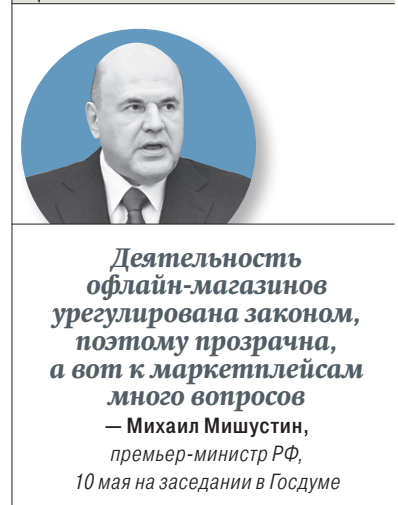 Деятельность
офлайн-магазинов
урегулирована законом,
поэтому прозрачна,
а вот к маркетплейсам
много вопросов
— Михаил Мишустин,
премьер-министр РФ,
10 мая на заседании в Госдуме